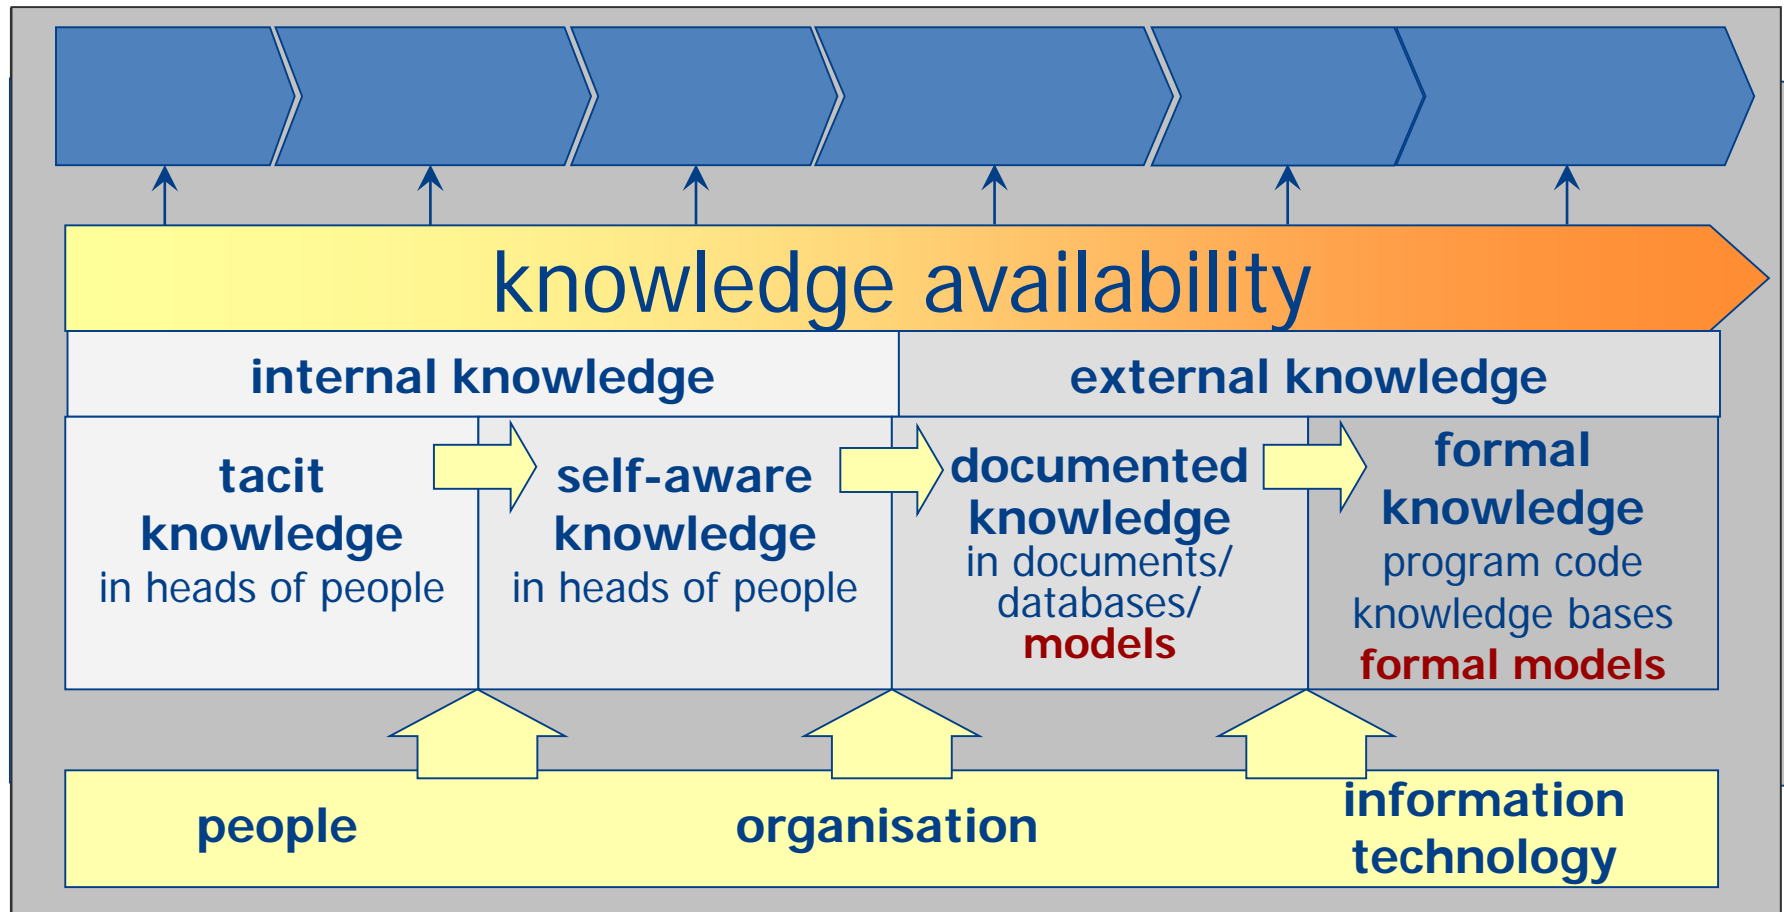 knowledge availability
internal knowledge
external knowledge
tacit
knowledge
in heads of people
self-aware
knowledge
in heads of people
documented
knowledge
in documents/
databases/
models
formal
knowledge
program code
knowledge bases
formal models
people
organisation
information
technology